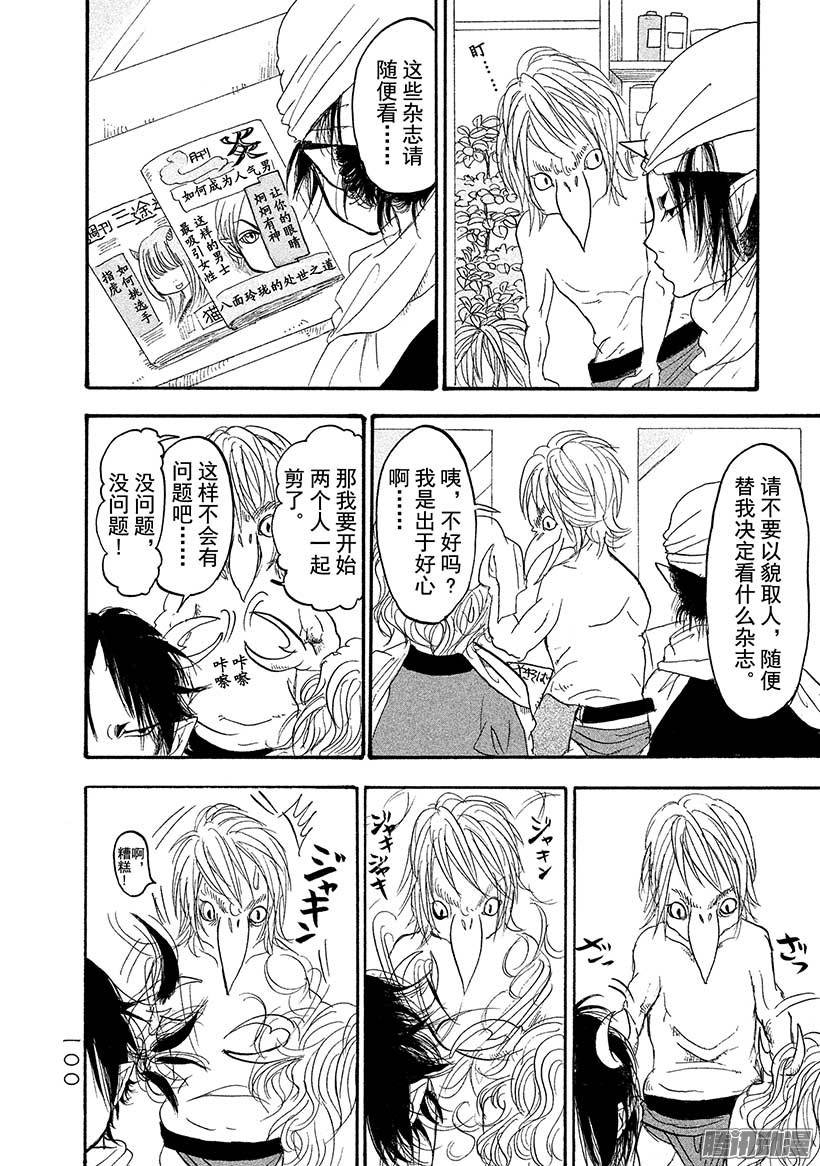 盯……
这些杂志请
随便看……
月刊
炎
如何成为人气男
让你的眼睛
炯炯有神
这样的男士
最吸引女性
八面玲珑的处世之道
周刊三途
如何挑选手
指虎
猫
请不要以貌取人，随便
替我决定看什么杂志。
咦，不好吗？
我是出于好心
啊……
那我要开始
两个人一起
剪了。
这样不会有
问题吧……
没问题，
没问题！
咔嚓
咔嚓
ざっ
ざっ
ジャキン
ジャキ
ジャキ
ジャキン
啊，
糟糕！
100
腾讯动漫